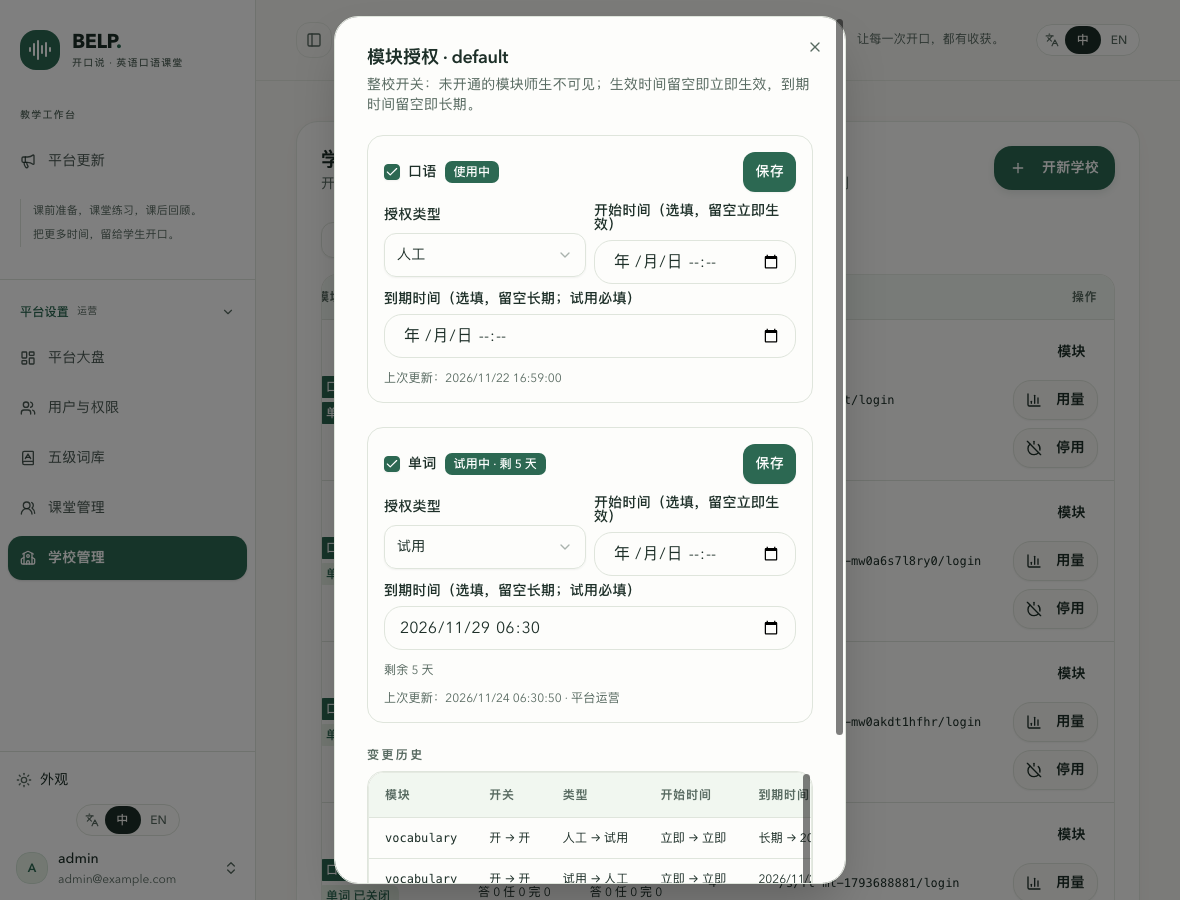 BELP.
开口说 · 英语口语课堂
教学工作台
平台更新
课前准备，课堂练习，课后回顾。
把更多时间，留给学生开口。
平台设置 运营
平台大盘
用户与权限
五级词库
课堂管理
学校管理
外观
中 EN
A
admin
admin@example.com
让每一次开口，都有收获。
中 EN
开新学校
操作
模块
t/login
用量
停用
模块
-mw0a6s7l8ry0/login
用量
停用
模块
-mw0akdt1hfhr/login
用量
停用
模块
用量
单词 已关闭
答 0 任 0 完 0
答 0 任 0 完 0
模块授权 · default
整校开关：未开通的模块师生不可见；生效时间留空即立即生效，到期
时间留空即长期。
口语 使用中 保存
授权类型
开始时间（选填，留空立即生
效）
人工
年 /月/日 --:--
到期时间（选填，留空长期；试用必填）
年 /月/日 --:--
上次更新：2026/11/22 16:59:00
单词 试用中 · 剩 5 天 保存
授权类型
开始时间（选填，留空立即生
效）
试用
年 /月/日 --:--
到期时间（选填，留空长期；试用必填）
2026/11/29 06:30
剩余 5 天
上次更新：2026/11/24 06:30:50 · 平台运营
变更历史
模块 开关 类型 开始时间 到期时间
vocabulary 开 → 开 人工 → 试用 立即 → 立即 长期 → 20
vocabulary 开 → 开 试用 → 人工 立即 → 立即 2026/11/